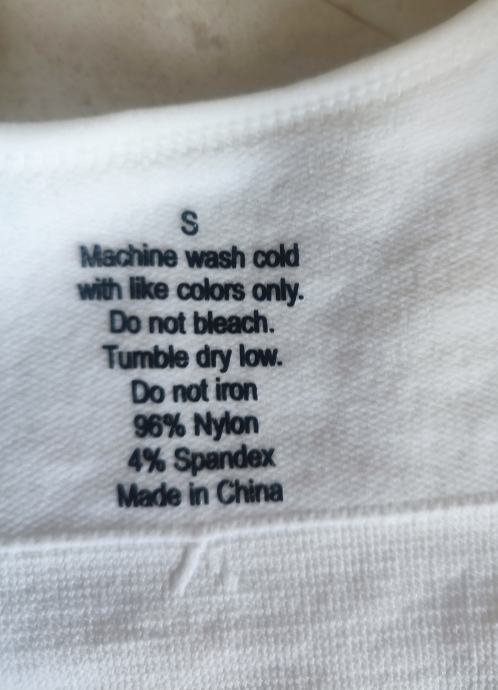 S
Machine wash cold
with like colors only.
Do not bleach.
Tumble dry low.
Do not iron
96% Nylon
4% Spandex
Made in China